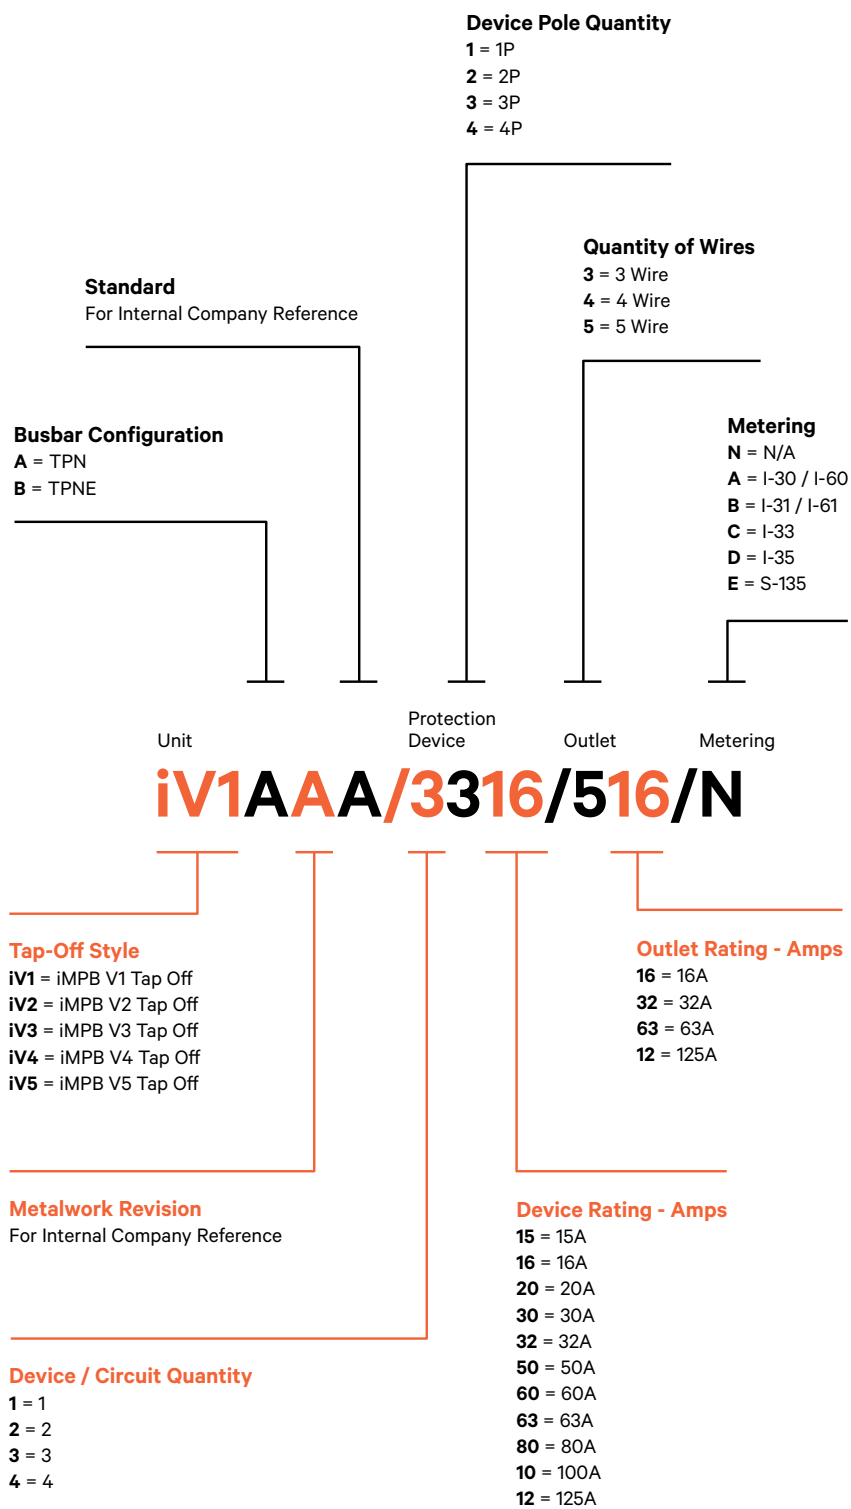 Device Pole Quantity
1 = 1P
2 = 2P
3 = 3P
4 = 4P
Quantity of Wires
3 = 3 Wire
4 = 4 Wire
5 = 5 Wire
Standard
For Internal Company Reference
Busbar Configuration
A = TPN
B = TPNE
Metering
N = N/A
A = I-30 / I-60
B = I-31 / I-61
C = I-33
D = I-35
E = S-135
Unit
Protection
Device
Outlet
Metering
iV1AAA/3316/516/N
Tap-Off Style
iV1 = iMPB V1 Tap Off
iV2 = iMPB V2 Tap Off
iV3 = iMPB V3 Tap Off
iV4 = iMPB V4 Tap Off
iV5 = iMPB V5 Tap Off
Outlet Rating - Amps
16 = 16A
32 = 32A
63 = 63A
12 = 125A
Metalwork Revision
For Internal Company Reference
Device Rating - Amps
15 = 15A
16 = 16A
20 = 20A
30 = 30A
32 = 32A
50 = 50A
60 = 60A
63 = 63A
80 = 80A
10 = 100A
12 = 125A
Device / Circuit Quantity
1 = 1
2 = 2
3 = 3
4 = 4